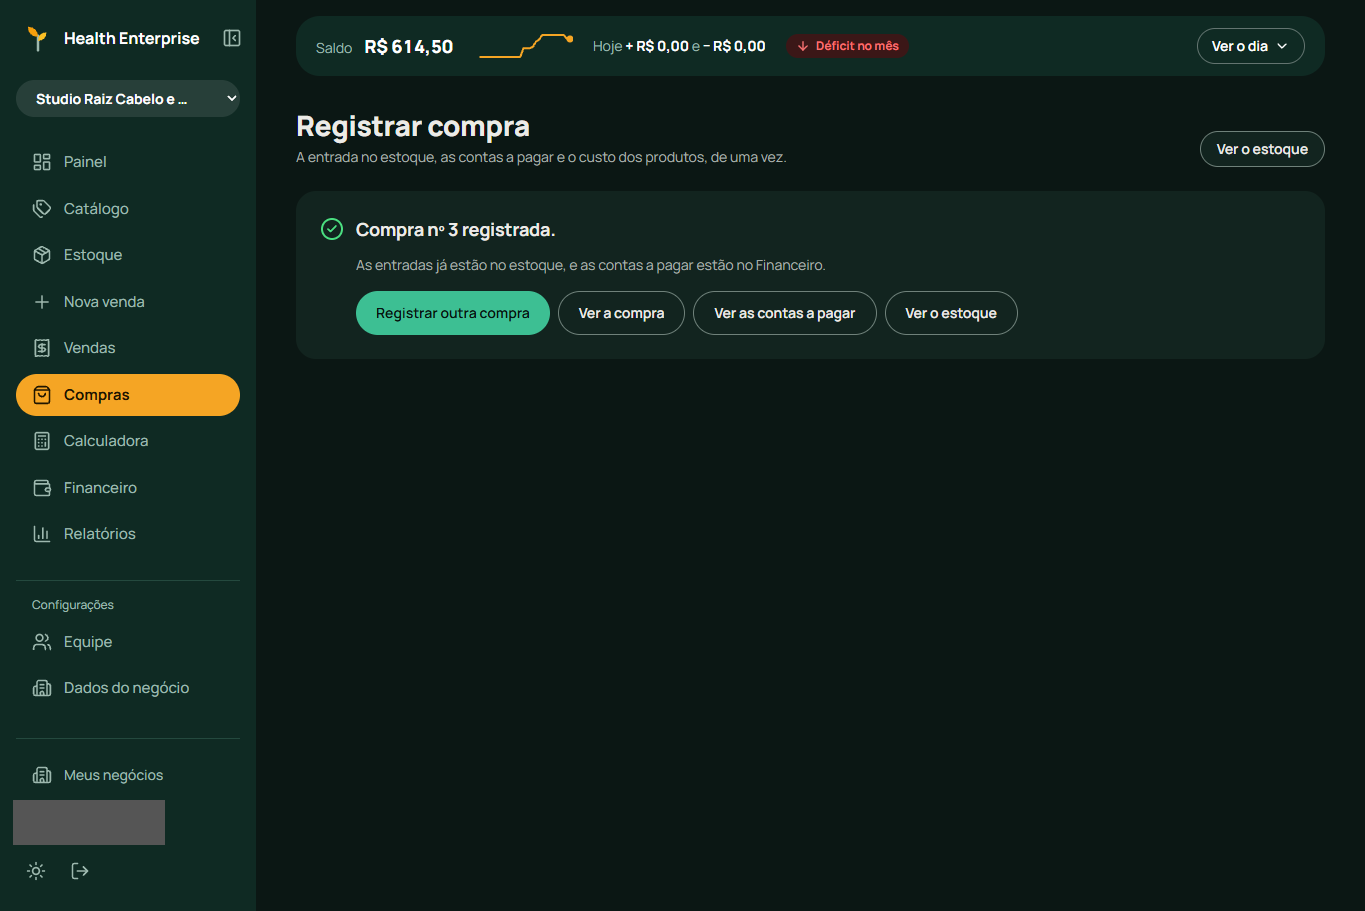 Health Enterprise
Studio Raiz Cabelo e ...
Painel
Catálogo
Estoque
Nova venda
Vendas
Compras
Calculadora
Financeiro
Relatórios
Configurações
Equipe
Dados do negócio
Meus negócios
Saldo R$ 614,50 Hoje + R$ 0,00 e − R$ 0,00 Déficit no mês Ver o dia
Registrar compra
A entrada no estoque, as contas a pagar e o custo dos produtos, de uma vez.
Ver o estoque
Compra nº 3 registrada.
As entradas já estão no estoque, e as contas a pagar estão no Financeiro.
Registrar outra compra Ver a compra Ver as contas a pagar Ver o estoque